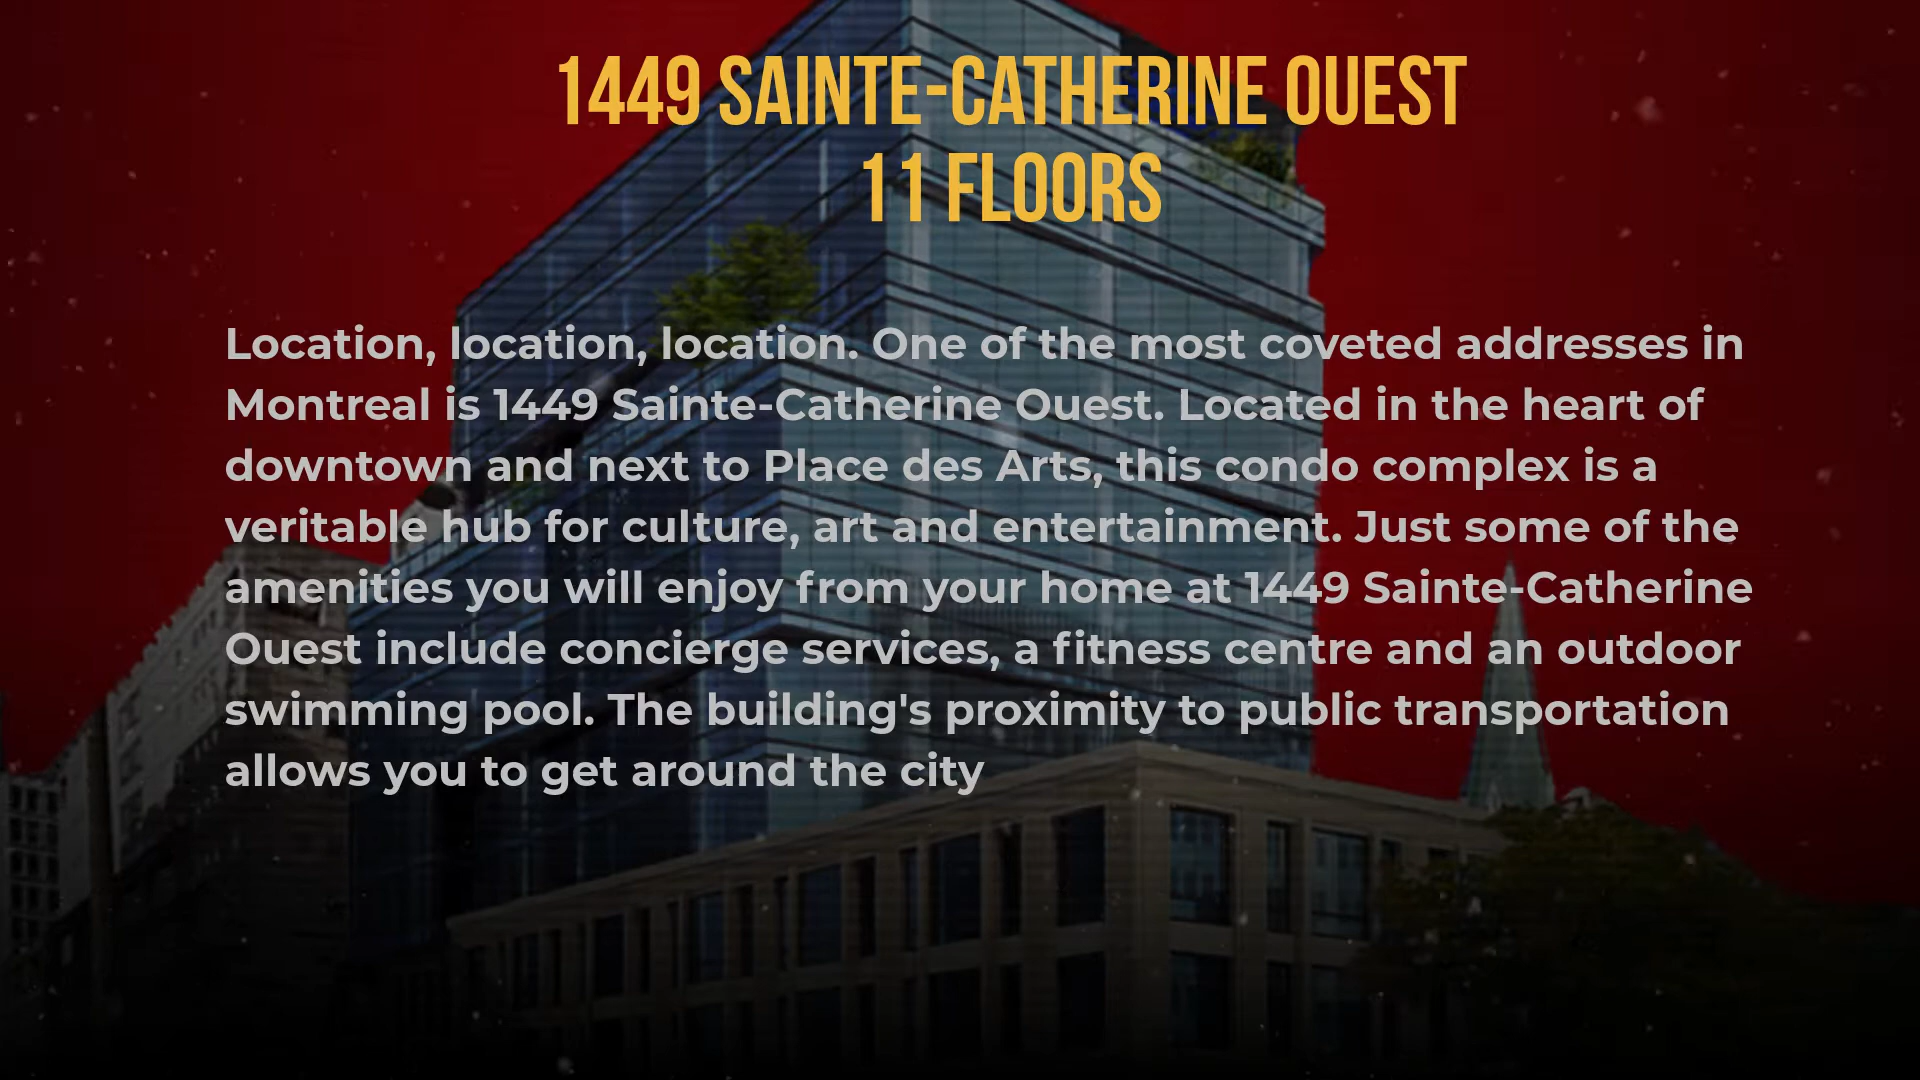 1449 SAINTE-CATHERINE OUEST
11 FLOORS
Location, location, location. One of the most coveted addresses in
Montreal is 1449 Sainte-Catherine Ouest. Located in the heart of
downtown and next to Place des Arts, this condo complex is a
veritable hub for culture, art and entertainment. Just some of the
amenities you will enjoy from your home at 1449 Sainte-Catherine
Ouest include concierge services, a fitness centre and an outdoor
swimming pool. The building's proximity to public transportation
allows you to get around the city